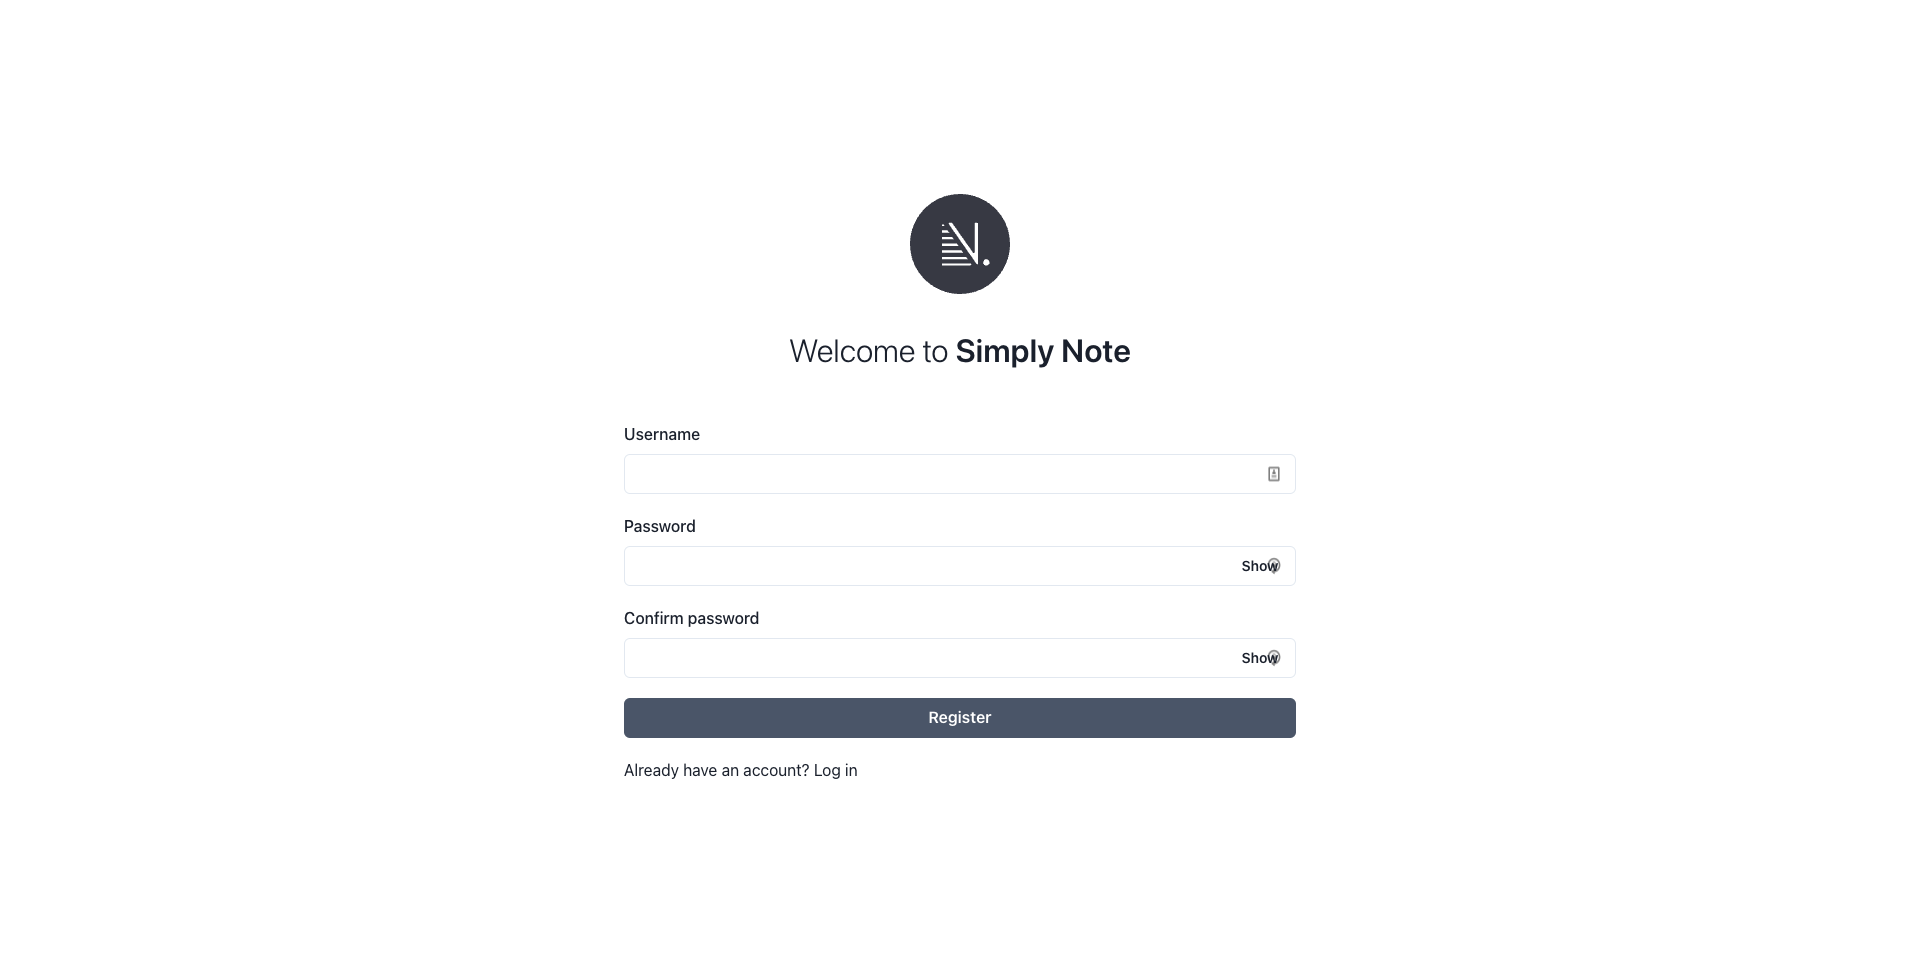 N.
Welcome to Simply Note
Username
Password
Show
Confirm password
Show
Register
Already have an account? Log in